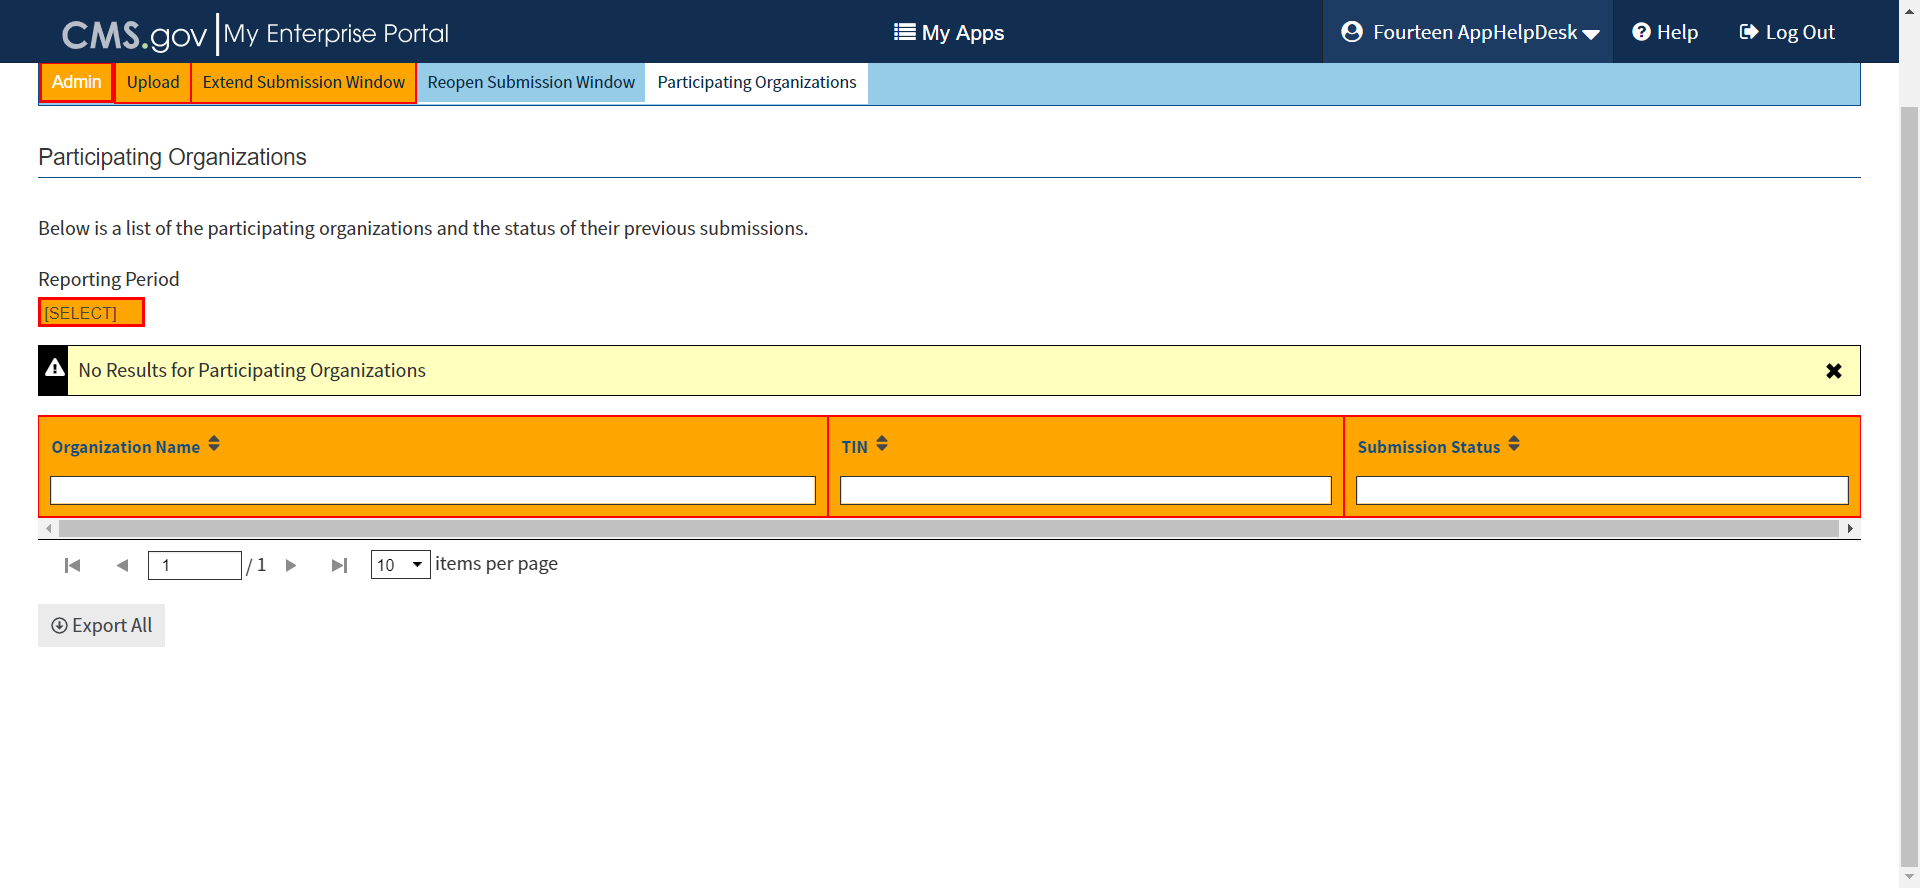 CMS.gov My Enterprise Portal
My Apps
Fourteen AppHelpDesk
Help
Log Out
Admin
Upload
Extend Submission Window
Reopen Submission Window
Participating Organizations
Participating Organizations
Below is a list of the participating organizations and the status of their previous submissions.
Reporting Period
[SELECT]
No Results for Participating Organizations
Organization Name
TIN
Submission Status
1 / 1
10 items per page
Export All